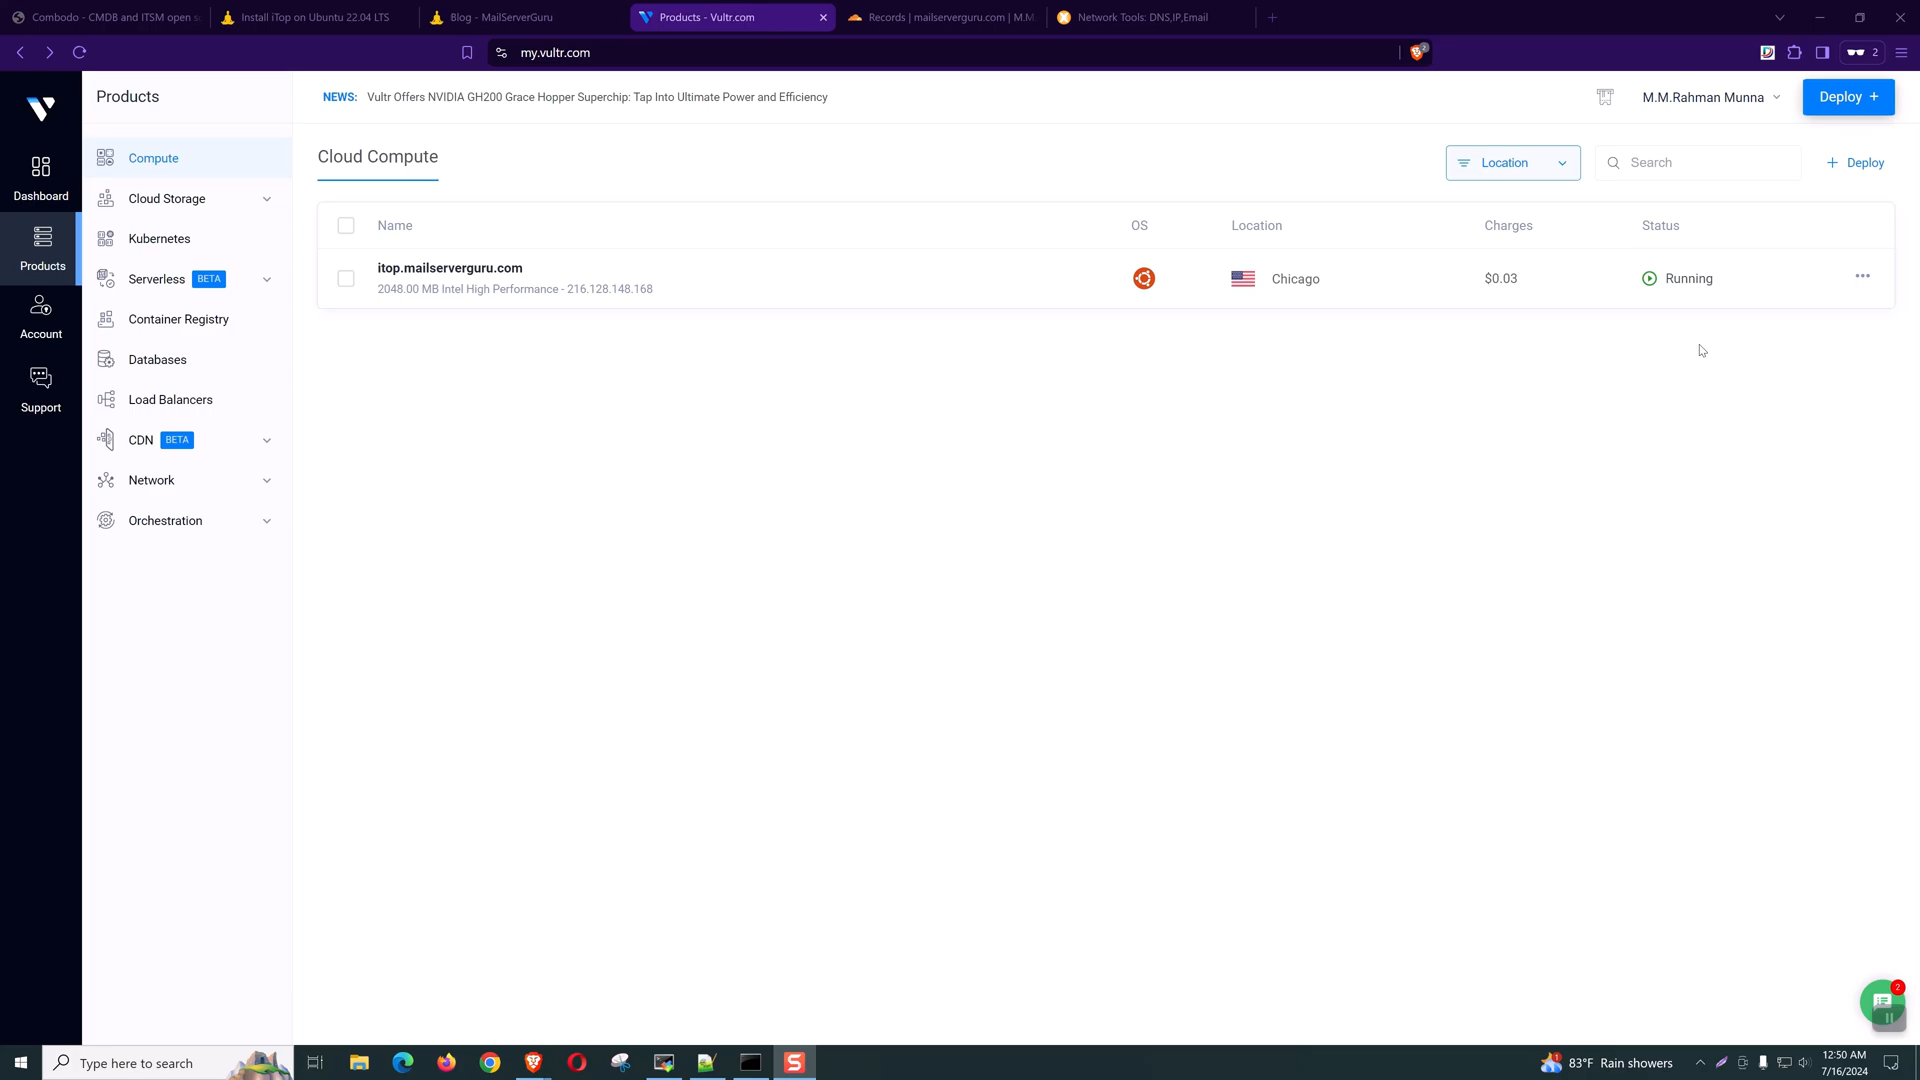 Combodo - CMDB and ITSM open s
Install iTop on Ubuntu 22.04 LTS
Blog - MailServerGuru
Products - Vultr.com
Records | mailserverguru.com | M.M
Network Tools: DNS,IP,Email
my.vultr.com
2
2
Products
NEWS: Vultr Offers NVIDIA GH200 Grace Hopper Superchip: Tap Into Ultimate Power and Efficiency
M.M.Rahman Munna
Deploy +
Dashboard
Products
Account
Support
Compute
Cloud Storage
Kubernetes
Serverless BETA
Container Registry
Databases
Load Balancers
CDN BETA
Network
Orchestration
Cloud Compute
Location
Search
+ Deploy
Name OS Location Charges Status
itop.mailserverguru.com
2048.00 MB Intel High Performance - 216.128.148.168
Chicago
$0.03
Running
2
Type here to search
1
83°F Rain showers
12:50 AM
7/16/2024